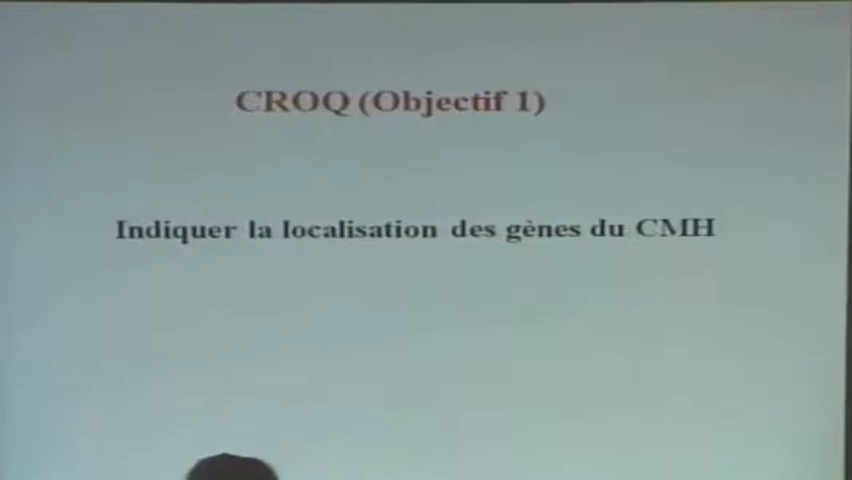 CROQ (Objectif 1)
Indiquer la localisation des gènes du CMH